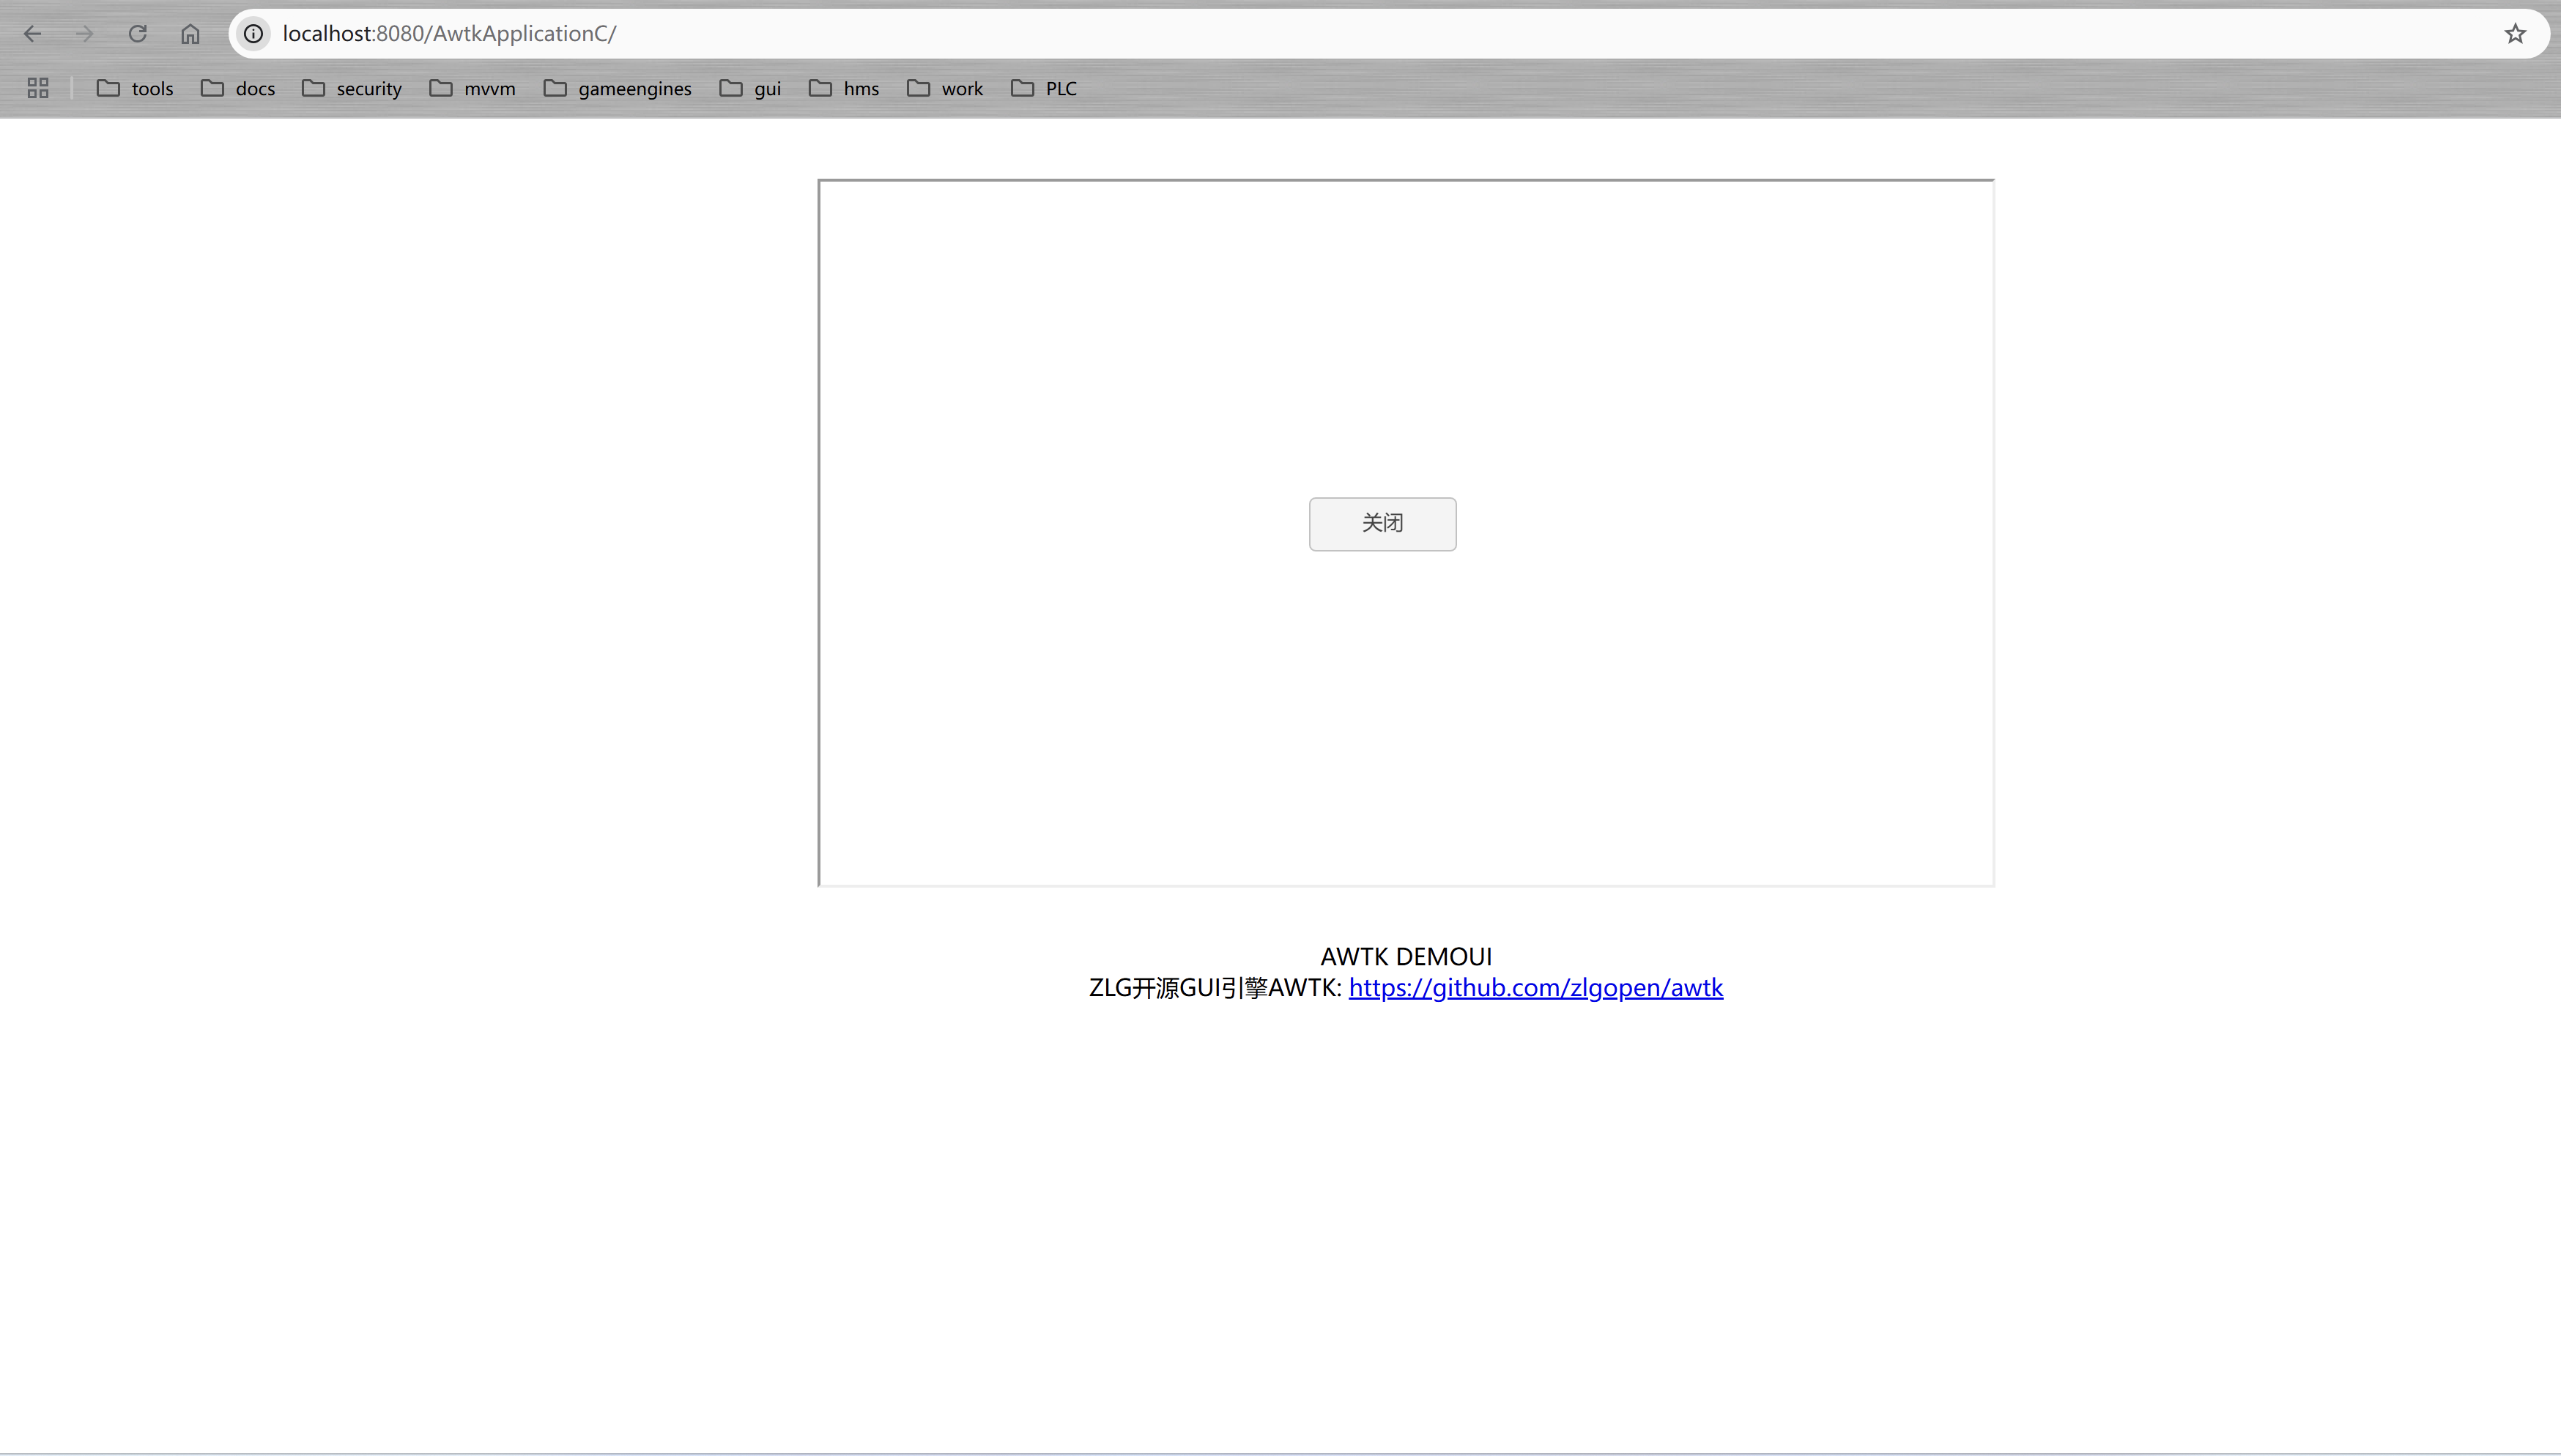 localhost:8080/AwtkApplicationC/
tools docs security mvvm gameengines gui hms work PLC
关闭
AWTK DEMOUI
ZLG开源GUI引擎AWTK: https://github.com/zlgopen/awtk